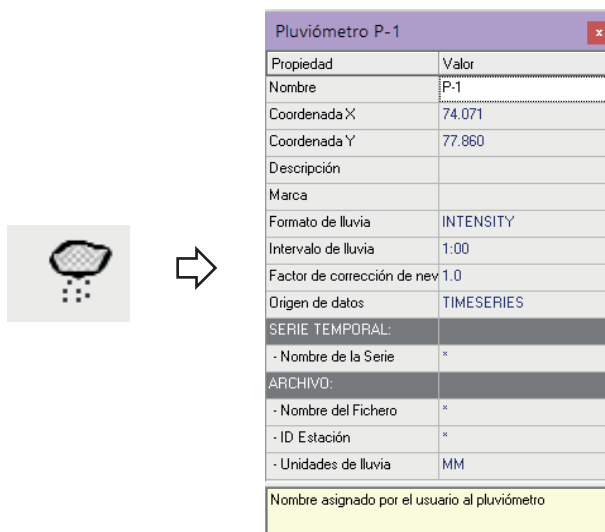 Pluviómetro P-1
x
Propiedad Valor
Nombre P-1
Coordenada X 74.071
Coordenada Y 77.860
Descripción
Marca
Formato de lluvia INTENSITY
Intervalo de lluvia 1:00
Factor de corrección de nev 1.0
Origen de datos TIMESERIES
SERIE TEMPORAL:
- Nombre de la Serie *
ARCHIVO:
- Nombre del Fichero *
- ID Estación *
- Unidades de lluvia MM
Nombre asignado por el usuario al pluviómetro